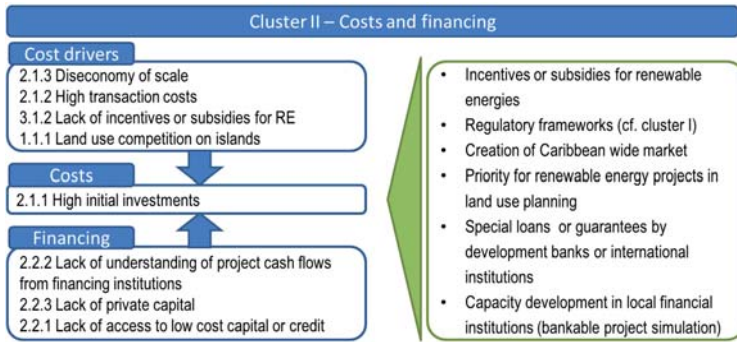 Cluster II – Costs and financing
Cost drivers
2.1.3 Diseconomy of scale
2.1.2 High transaction costs
3.1.2 Lack of incentives or subsidies for RE
1.1.1 Land use competition on islands
Costs
2.1.1 High initial investments
Financing
2.2.2 Lack of understanding of project cash flows
from financing institutions
2.2.3 Lack of private capital
2.2.1 Lack of access to low cost capital or credit
• Incentives or subsidies for renewable
energies
• Regulatory frameworks (cf. cluster I)
• Creation of Caribbean wide market
• Priority for renewable energy projects in
land use planning
• Special loans or guarantees by
development banks or international
institutions
• Capacity development in local financial
institutions (bankable project simulation)